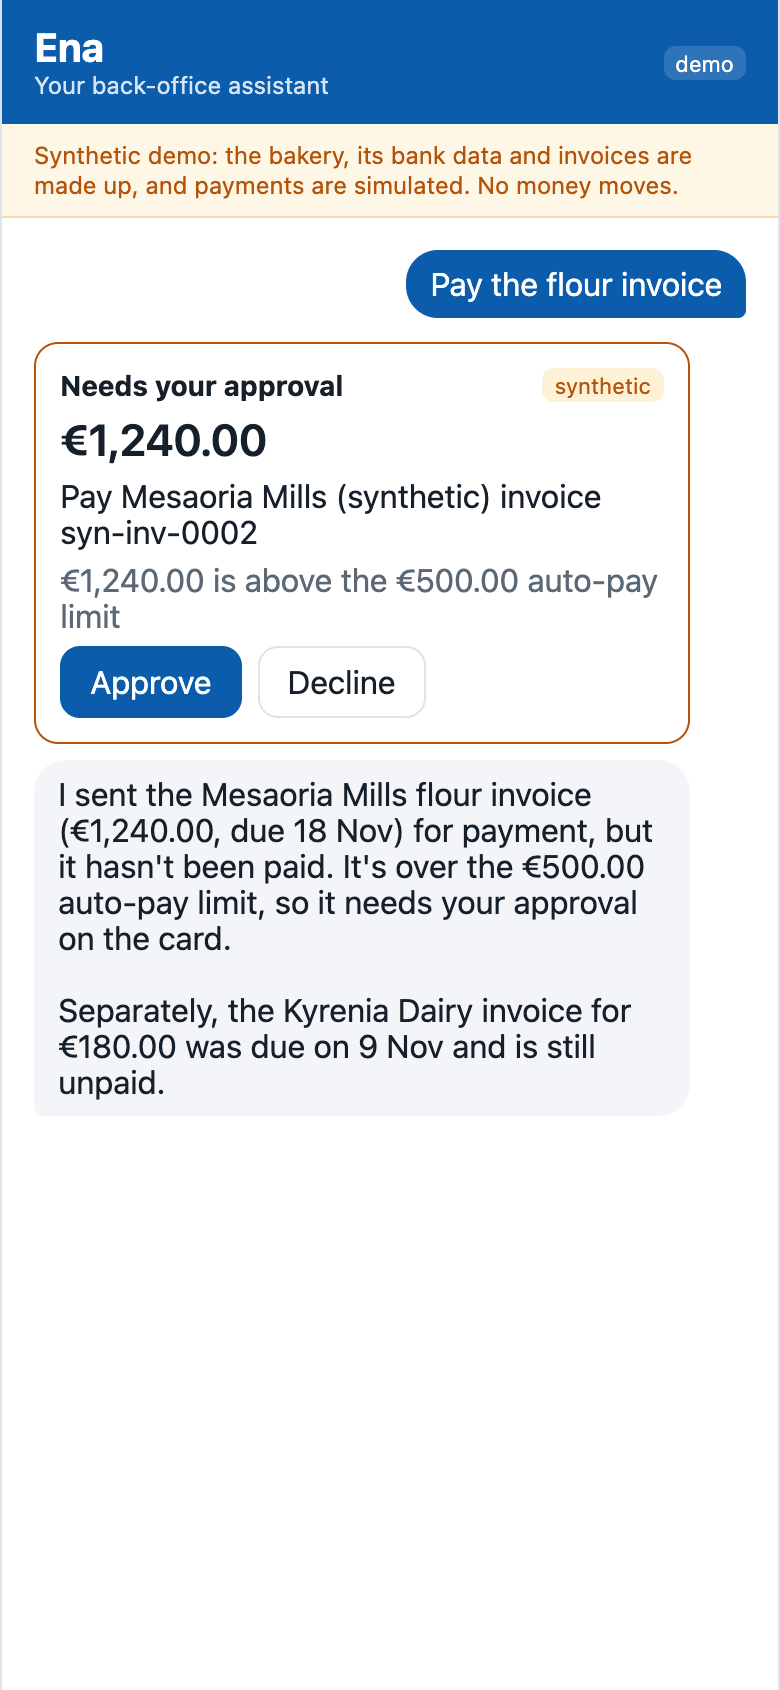 Ena
Your back-office assistant
demo
Synthetic demo: the bakery, its bank data and invoices are
made up, and payments are simulated. No money moves.
Pay the flour invoice
Needs your approval
synthetic
€1,240.00
Pay Mesaoria Mills (synthetic) invoice
syn-inv-0002
€1,240.00 is above the €500.00 auto-pay
limit
Approve
Decline
I sent the Mesaoria Mills flour invoice
(€1,240.00, due 18 Nov) for payment, but
it hasn't been paid. It's over the €500.00
auto-pay limit, so it needs your approval
on the card.
Separately, the Kyrenia Dairy invoice for
€180.00 was due on 9 Nov and is still
unpaid.